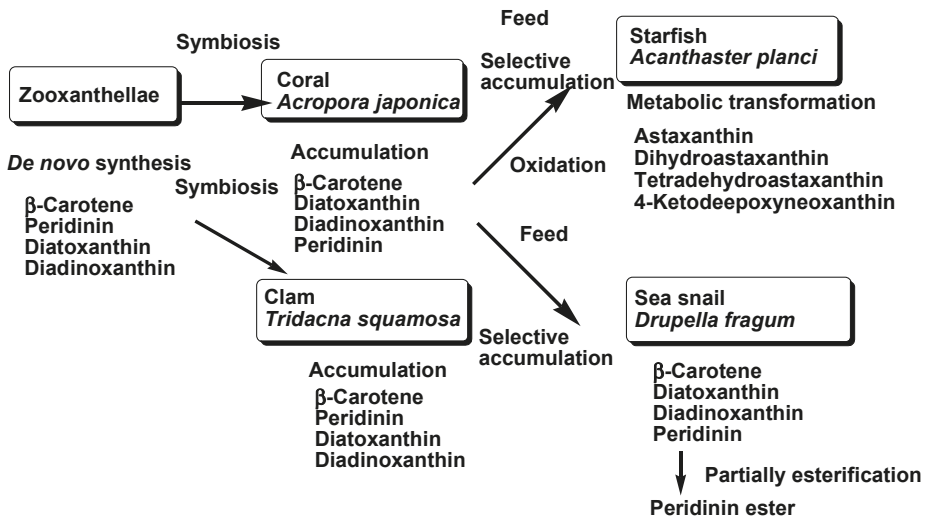 Symbiosis
Zooxanthellae
De novo synthesis
β-Carotene
Peridinin
Diatoxanthin
Diadinoxanthin
Coral
Acropora japonica
Accumulation
β-Carotene
Diatoxanthin
Diadinoxanthin
Peridinin
Symbiosis
Clam
Tridacna squamosa
Accumulation
β-Carotene
Peridinin
Diatoxanthin
Diadinoxanthin
Feed
Selective
accumulation
Oxidation
Starfish
Acanthaster planci
Metabolic transformation
Astaxanthin
Dihydroastaxanthin
Tetradehydroastaxanthin
4-Ketodeepoxyneoxanthin
Feed
Selective
accumulation
Sea snail
Drupella fragum
β-Carotene
Diatoxanthin
Diadinoxanthin
Peridinin
Partially esterification
Peridinin ester